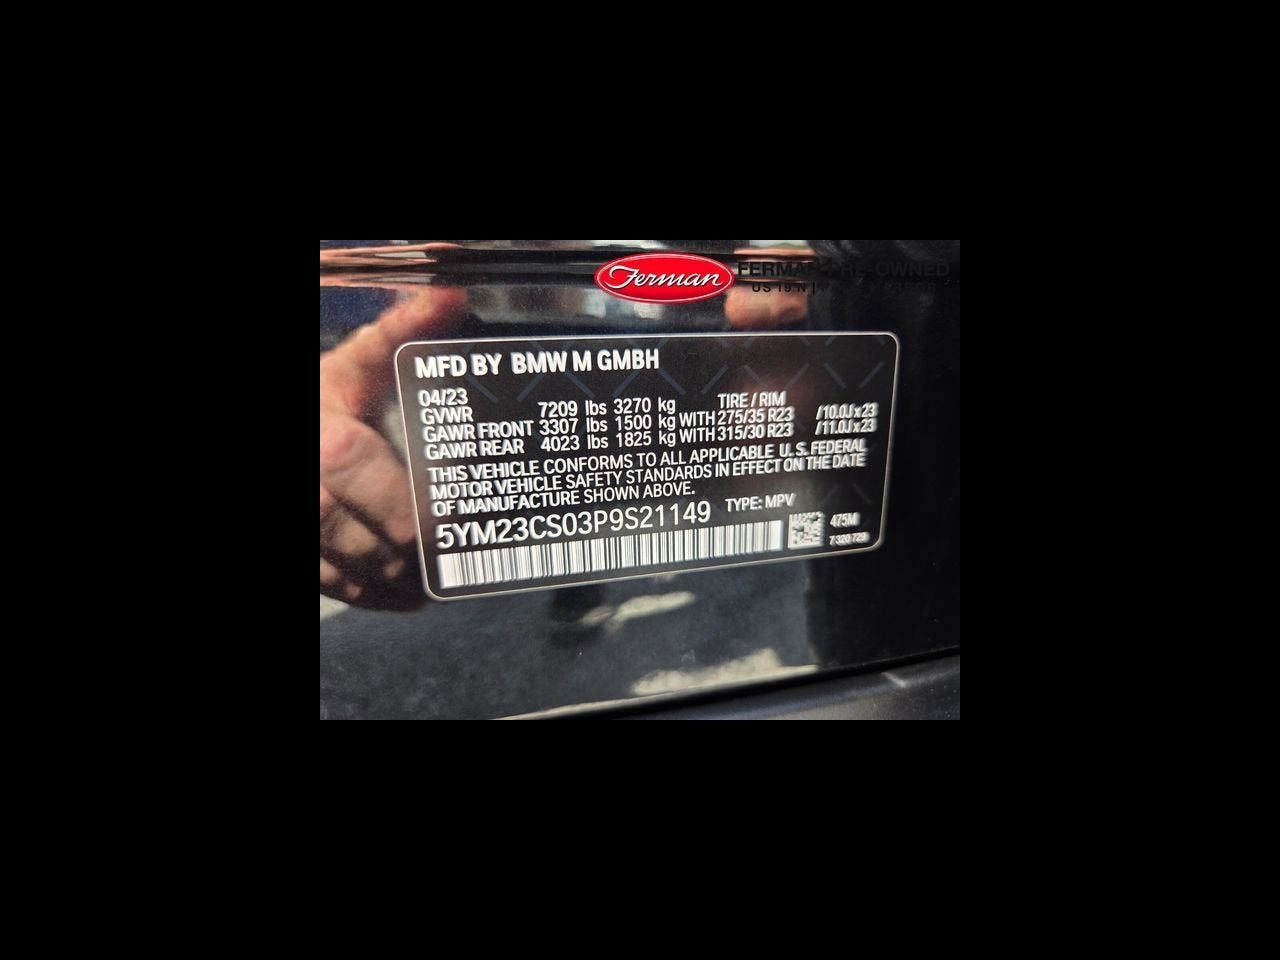 Ferman
FERMAN PRE-OWNED
US 19 N |
MFD BY BMW M GMBH
04/23
TIRE / RIM
GVWR 7209 lbs 3270 kg
GAWR FRONT 3307 lbs 1500 kg WITH 275/35 R23 /10.0J x 23
GAWR REAR 4023 lbs 1825 kg WITH 315/30 R23 /11.0J x 23
THIS VEHICLE CONFORMS TO ALL APPLICABLE U.S. FEDERAL
MOTOR VEHICLE SAFETY STANDARDS IN EFFECT ON THE DATE
OF MANUFACTURE SHOWN ABOVE.
5YM23CS03P9S21149 TYPE: MPV
475M
7 320 729